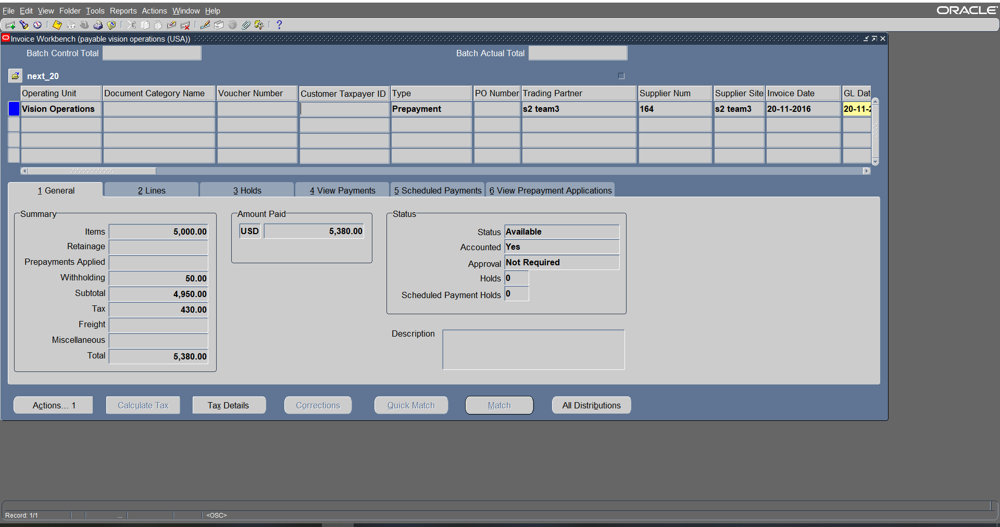 File Edit View Folder Tools Reports Actions Window Help
ORACLE
Invoice Workbench (payable vision operations (USA))
Batch Control Total
Batch Actual Total
next_20
Operating Unit Document Category Name Voucher Number Customer Taxpayer ID Type PO Number Trading Partner Supplier Num Supplier Site Invoice Date GL Dat
Vision Operations Prepayment s2 team3 164 s2 team3 20-11-2016 20-11-2
1 General 2 Lines 3 Holds 4 View Payments 5 Scheduled Payments 6 View Prepayment Applications
Summary
Items 5,000.00
Retainage
Prepayments Applied
Withholding 50.00
Subtotal 4,950.00
Tax 430.00
Freight
Miscellaneous
Total 5,380.00
Amount Paid
USD 5,380.00
Status
Status Available
Accounted Yes
Approval Not Required
Holds 0
Scheduled Payment Holds 0
Description
Actions... 1 Calculate Tax Tax Details Corrections Quick Match Match All Distributions
Record: 1/1 ... <OSC>